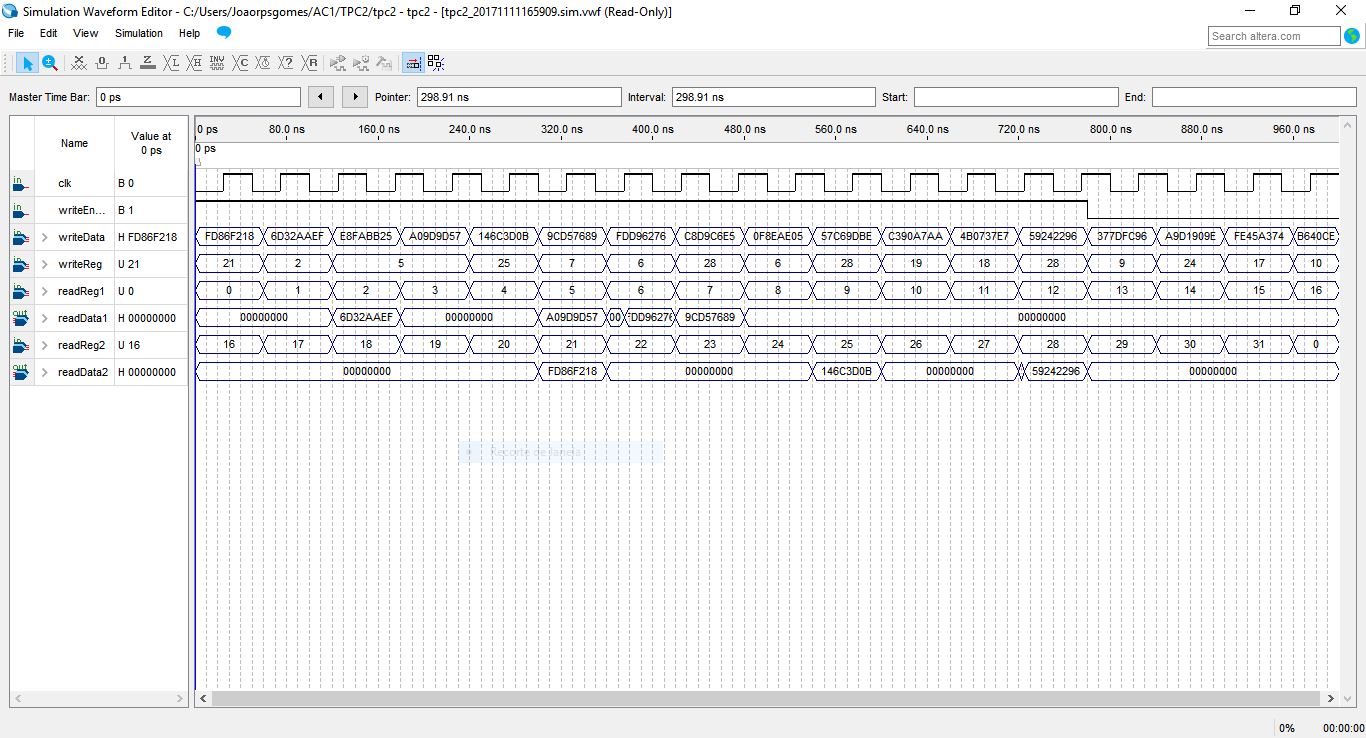 Simulation Waveform Editor - C:/Users/Joaorpsgomes/AC1/TPC2/tpc2 - tpc2 - [tpc2_20171111165909.sim.vwf (Read-Only)]
File Edit View Simulation Help
Search altera.com
Master Time Bar: 0 ps Pointer: 298.91 ns Interval: 298.91 ns Start: End:
Name Value at 0 ps
0 ps 80.0 ns 160.0 ns 240.0 ns 320.0 ns 400.0 ns 480.0 ns 560.0 ns 640.0 ns 720.0 ns 800.0 ns 880.0 ns 960.0 ns
0 ps
in clk B 0
in writeEn... B 1
in writeData H FD86F218 FD86F218 6D32AAEF E8FABB25 A09D9D57 146C3D0B 9CD57689 FDD96276 C8D9C6E5 0F8EAE05 57C69DBE C390A7AA 4B0737E7 59242296 377DFC96 A9D1909E FE45A374 B640CE
in writeReg U 21 21 2 5 25 7 6 28 6 28 19 18 28 9 24 17 10
in readReg1 U 0 0 1 2 3 4 5 6 7 8 9 10 11 12 13 14 15 16
out readData1 H 00000000 00000000 6D32AAEF 00000000 A09D9D57 00 FDD96276 9CD57689 00000000
in readReg2 U 16 16 17 18 19 20 21 22 23 24 25 26 27 28 29 30 31 0
out readData2 H 00000000 00000000 FD86F218 00000000 146C3D0B 00000000 59242296 00000000
Recorte de Janela
0% 00:00:00